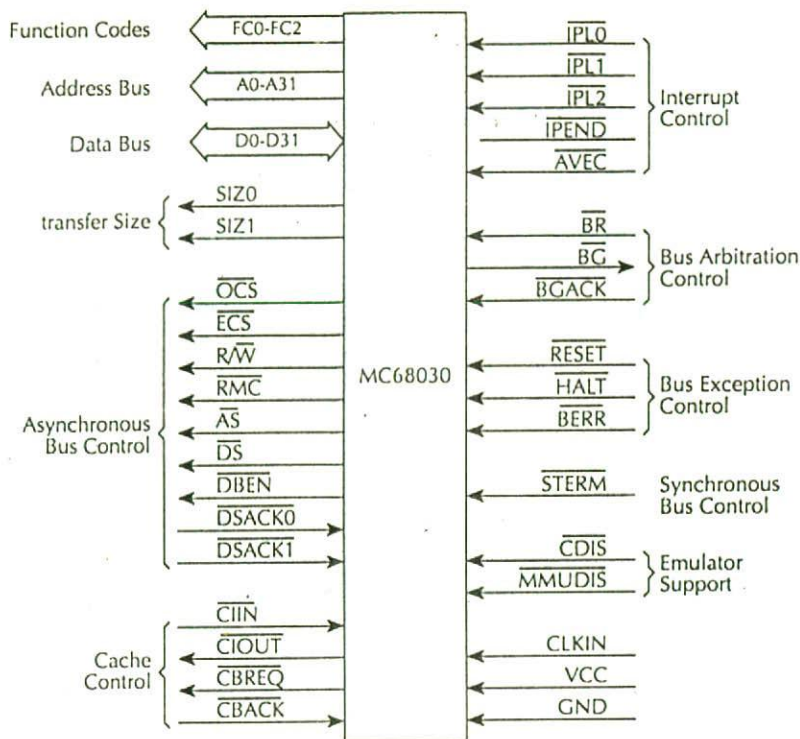 Function Codes
FC0-FC2
Address Bus
A0-A31
Data Bus
D0-D31
transfer Size
SIZ0
SIZ1
Asynchronous
Bus Control
OCS
ECS
R/W
RMC
AS
DS
DBEN
DSACK0
DSACK1
Cache
Control
CIIN
CIOUT
CBREQ
CBACK
MC68030
IPL0
IPL1
IPL2
IPEND
AVEC
Interrupt
Control
BR
BG
BGACK
Bus Arbitration
Control
RESET
HALT
BERR
Bus Exception
Control
STERM
Synchronous
Bus Control
CDIS
MMUDIS
Emulator
Support
CLKIN
VCC
GND